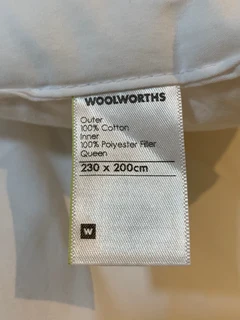 WOOLWORTHS
Outer
100% Cotton
Inner
100% Polyester Filler
Queen
230 x 200cm
W